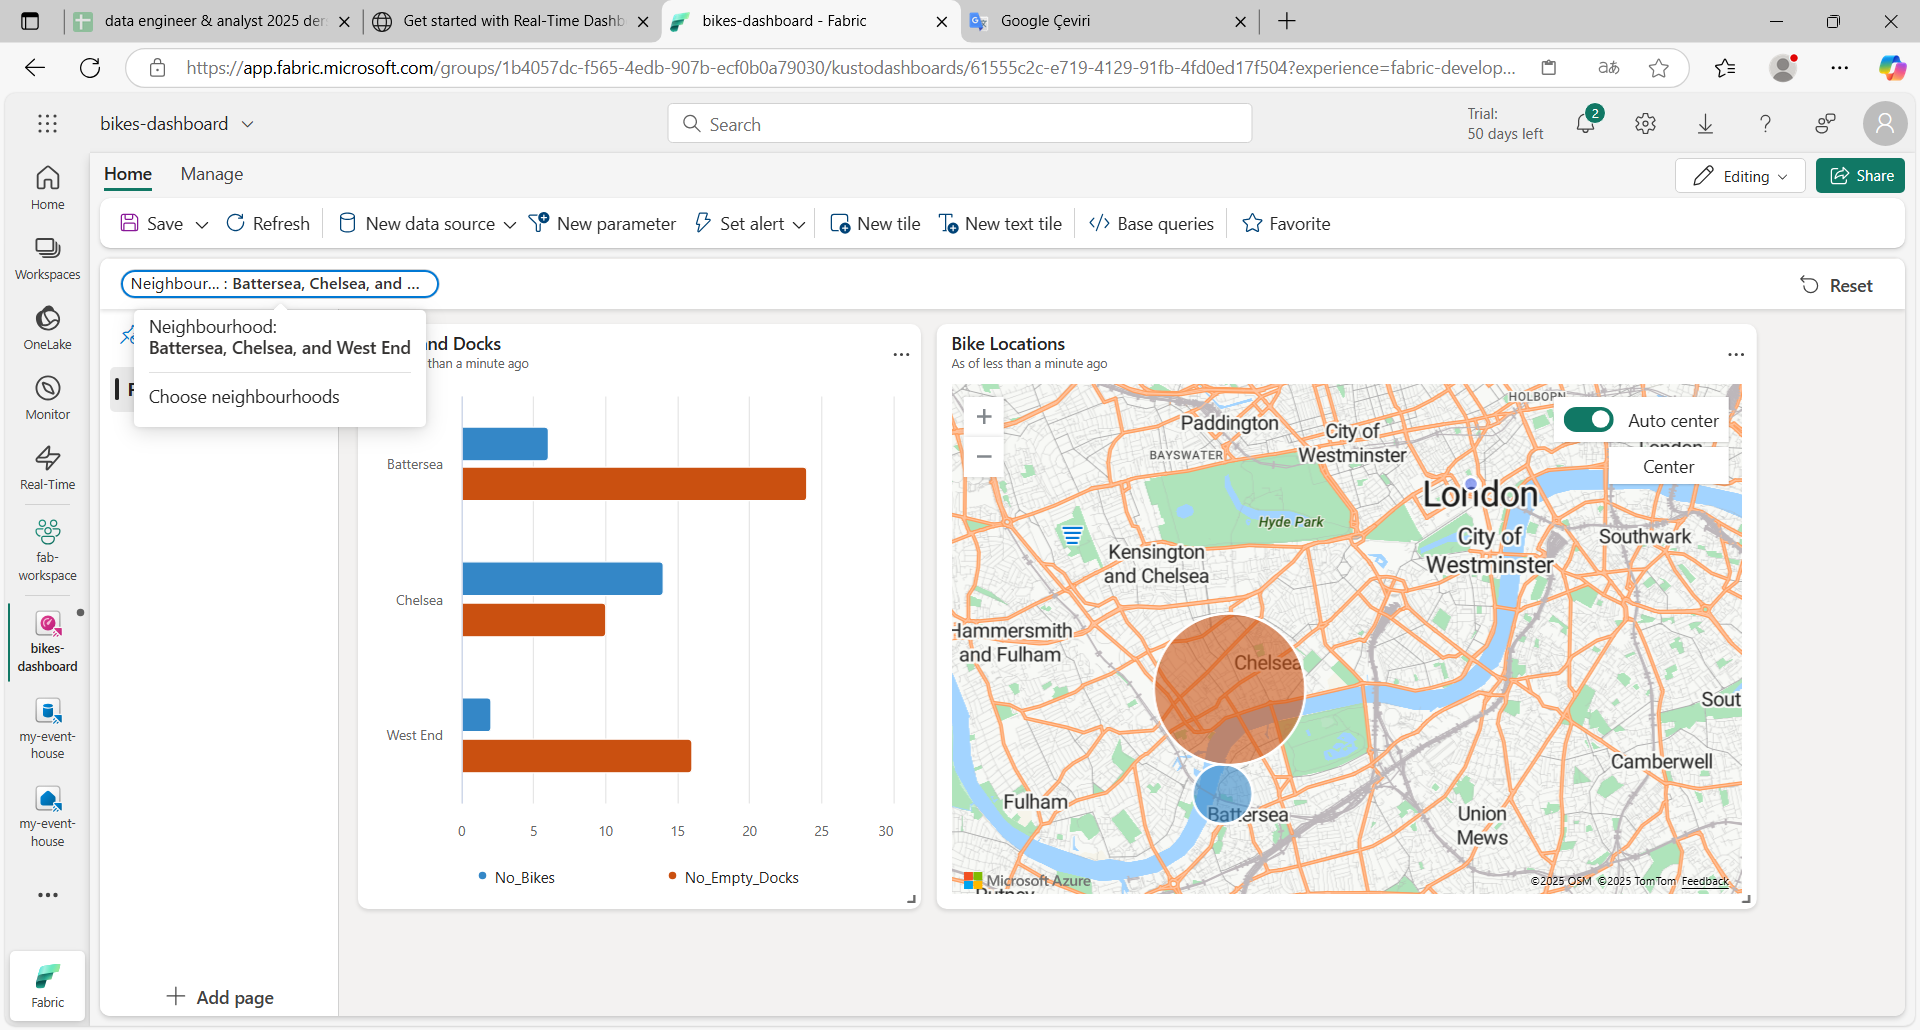 data engineer & analyst 2025 der
Get started with Real-Time Dashb
bikes-dashboard - Fabric
Google Çeviri
https://app.fabric.microsoft.com/groups/1b4057dc-f565-4edb-907b-ecf0b0a79030/kustodashboards/61555c2c-e719-4129-91fb-4fd0ed17f504?experience=fabric-develop...
aあ
bikes-dashboard
Search
Trial:
50 days left
2
Home
Manage
Editing
Share
Save
Refresh
New data source
New parameter
Set alert
New tile
New text tile
Base queries
Favorite
Neighbour... : Battersea, Chelsea, and ...
Reset
Neighbourhood:
Battersea, Chelsea, and West End
Choose neighbourhoods
Home
Workspaces
OneLake
Monitor
Real-Time
fab-
workspace
bikes-
dashboard
my-event-
house
my-event-
house
Fabric
Add page
and Docks
than a minute ago
Battersea
Chelsea
West End
0
5
10
15
20
25
30
No_Bikes
No_Empty_Docks
Bike Locations
As of less than a minute ago
HOLBORN
Auto center
Center
Paddington
City of
Westminster
BAYSWATER
London
London
Hyde Park
City of
Westminster
Southwark
Kensington
and Chelsea
Hammersmith
and Fulham
Chelsea
Sout
Camberwell
Fulham
Battersea
Union
Mews
Microsoft Azure
Putney
©2025 OSM ©2025 TomTom Feedback